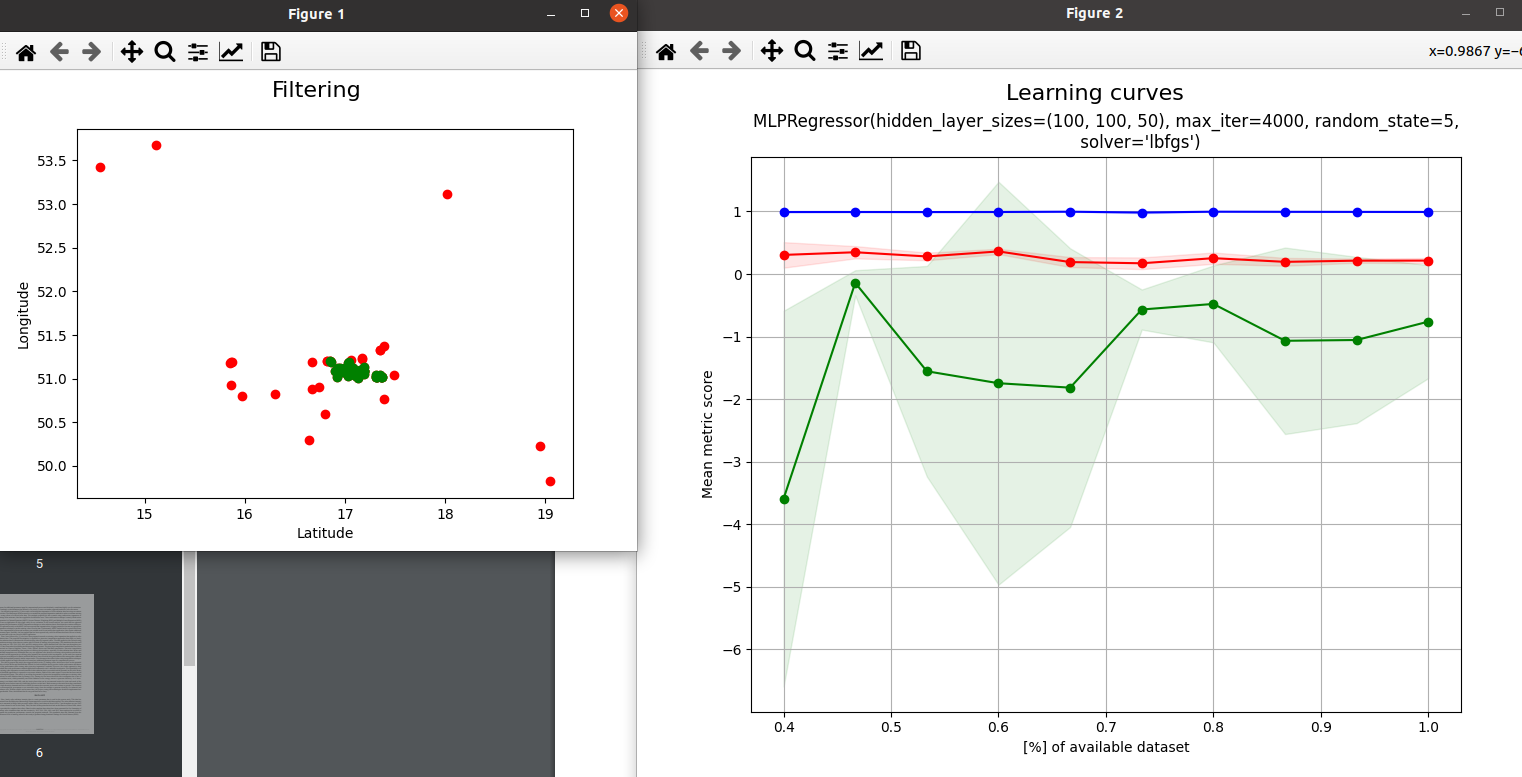 Figure 1
Filtering
53.5
53.0
52.5
52.0
51.5
51.0
50.5
50.0
Longitude
15 16 17 18 19
Latitude
5
6
Figure 2
x=0.9867 y=
Learning curves
MLPRegressor(hidden_layer_sizes=(100, 100, 50), max_iter=4000, random_state=5,
solver='lbfgs')
1
0
−1
−2
−3
−4
−5
−6
Mean metric score
0.4 0.5 0.6 0.7 0.8 0.9 1.0
[%] of available dataset